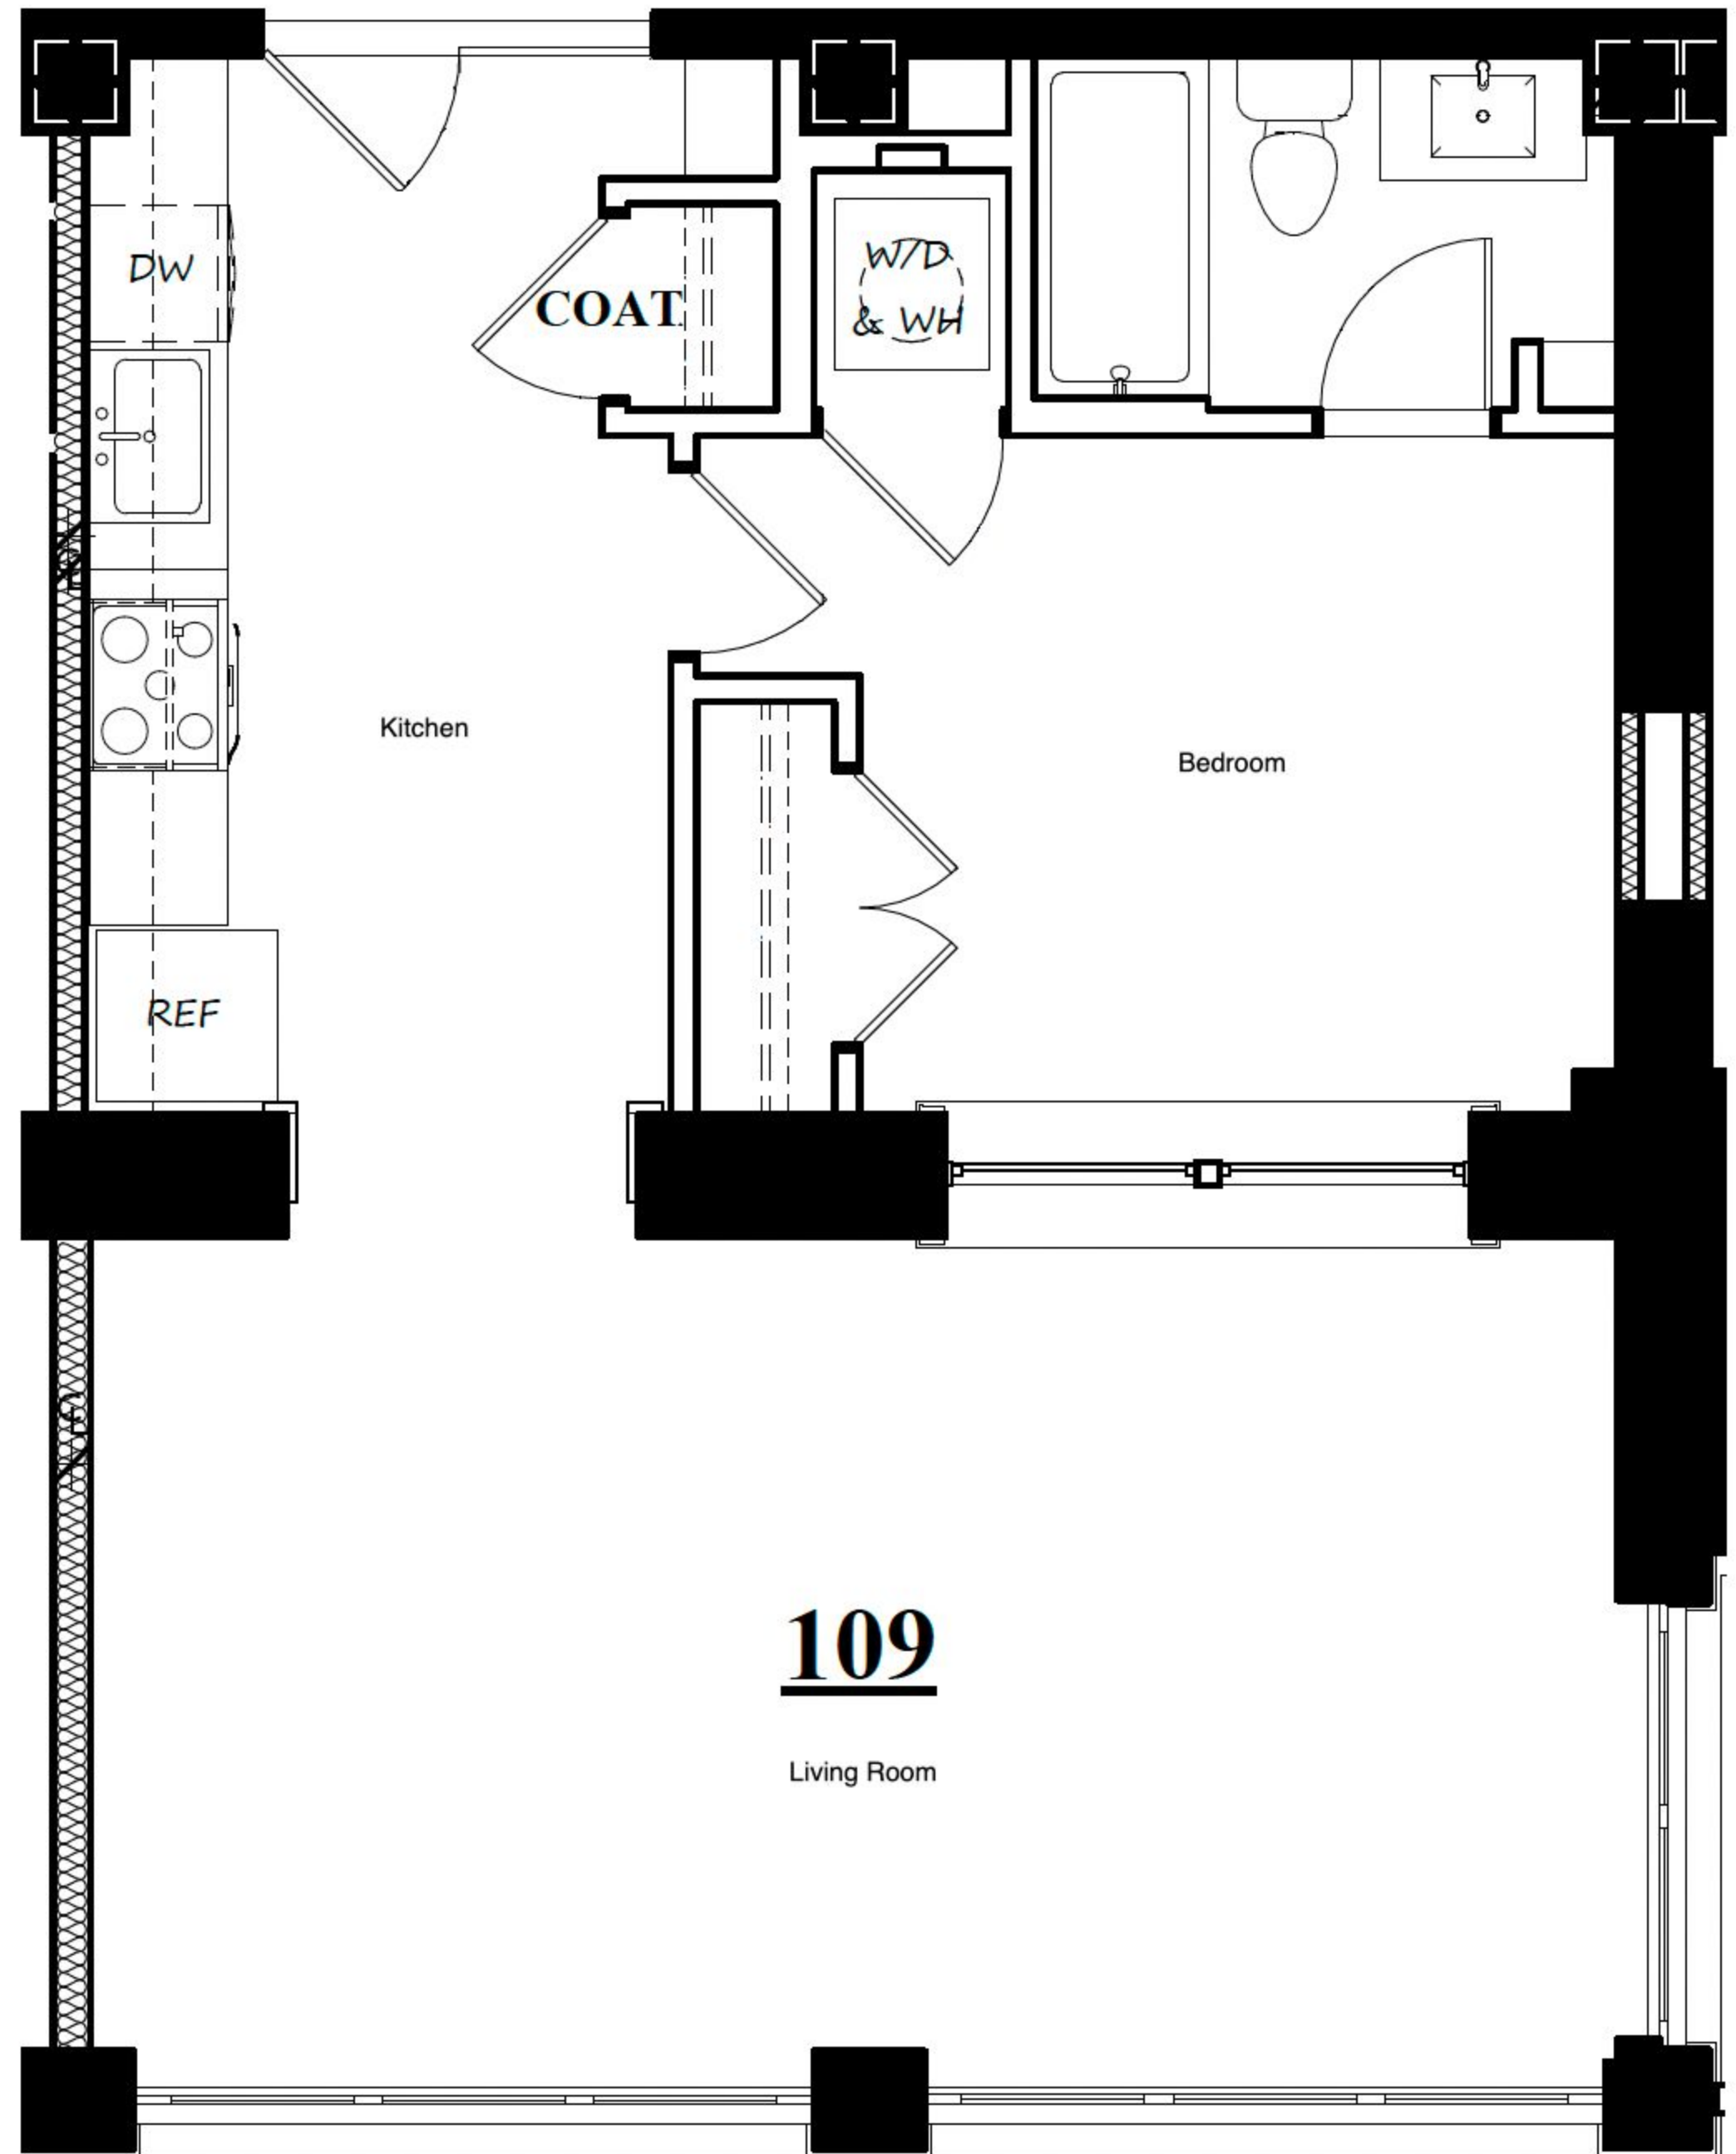 DW
COAT
W/D
& WH
Kitchen
Bedroom
REF
109
Living Room